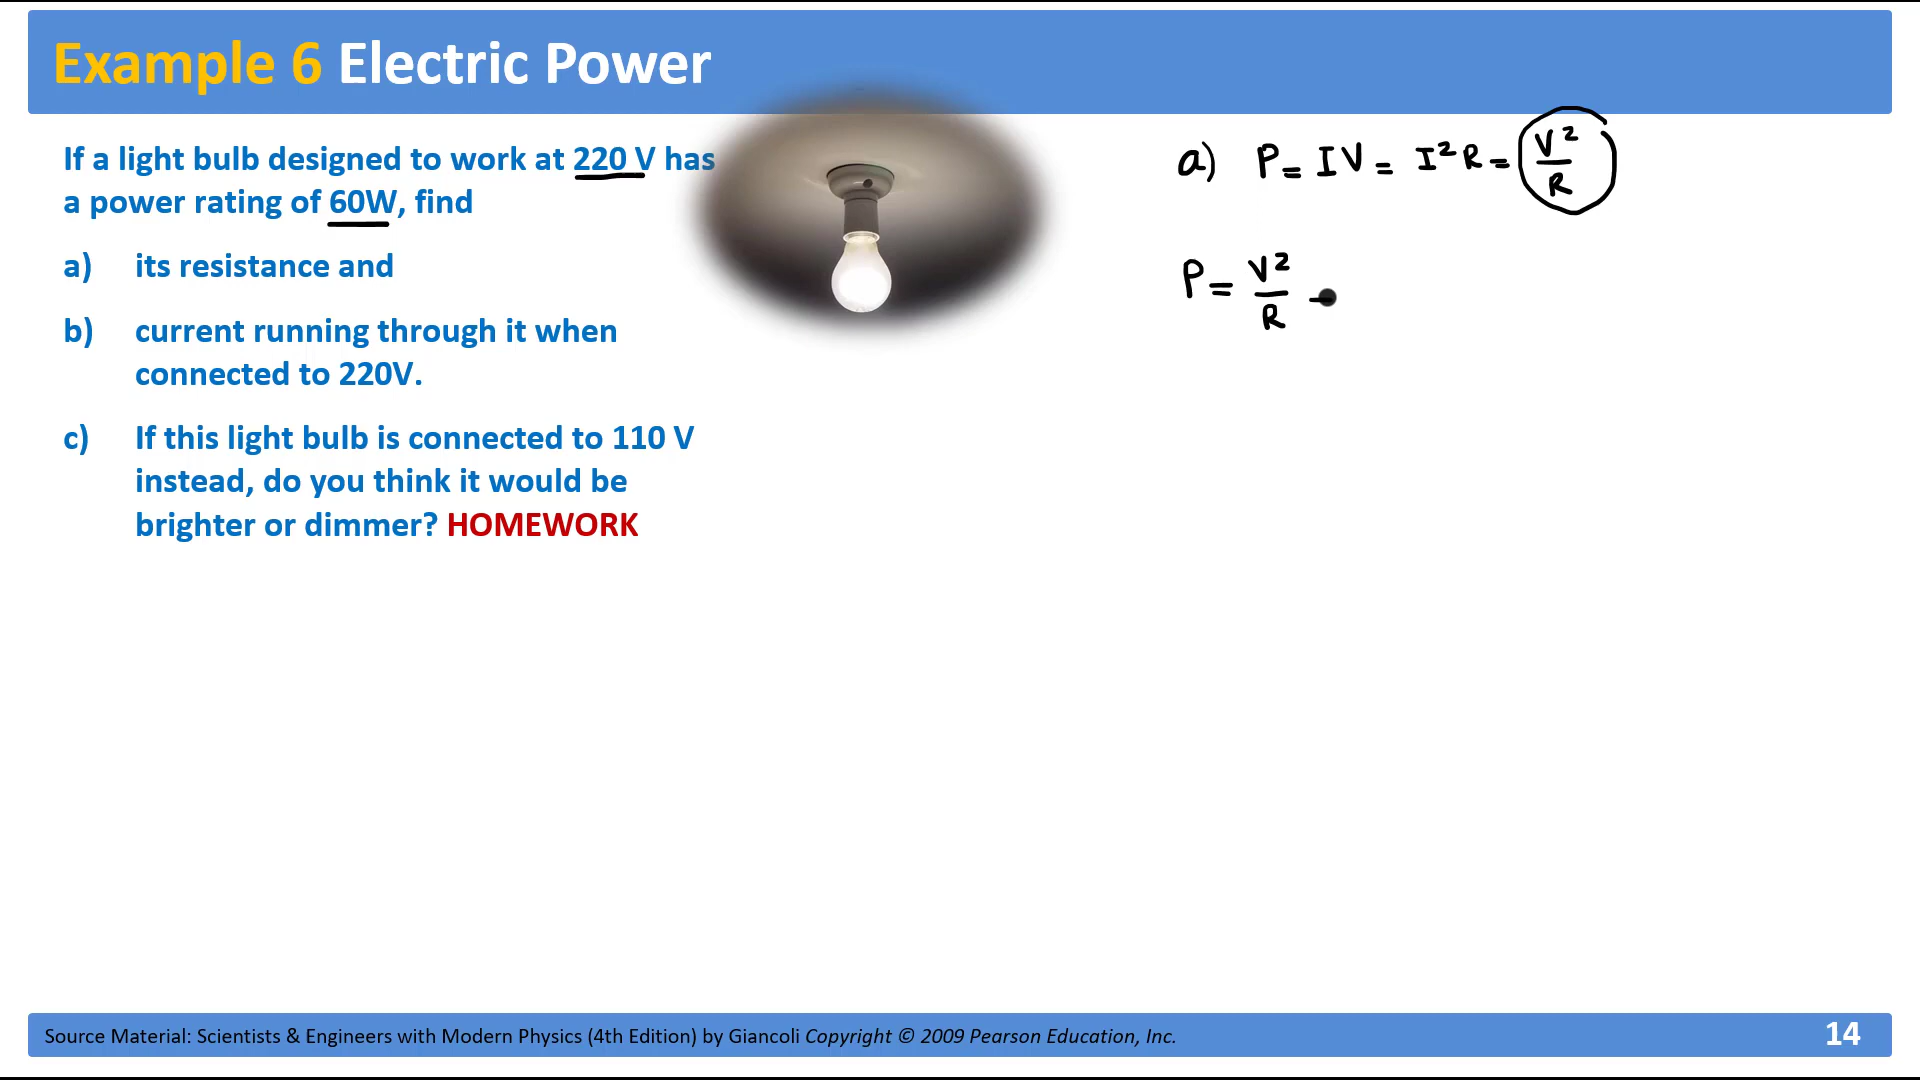 Example 6 Electric Power
If a light bulb designed to work at 220 V has
a power rating of 60W, find
a) its resistance and
b) current running through it when
connected to 220V.
c) If this light bulb is connected to 110 V
instead, do you think it would be
brighter or dimmer? HOMEWORK
a) P = IV = I²R = V²/R
P = V²/R -
Source Material: Scientists & Engineers with Modern Physics (4th Edition) by Giancoli Copyright © 2009 Pearson Education, Inc.
14